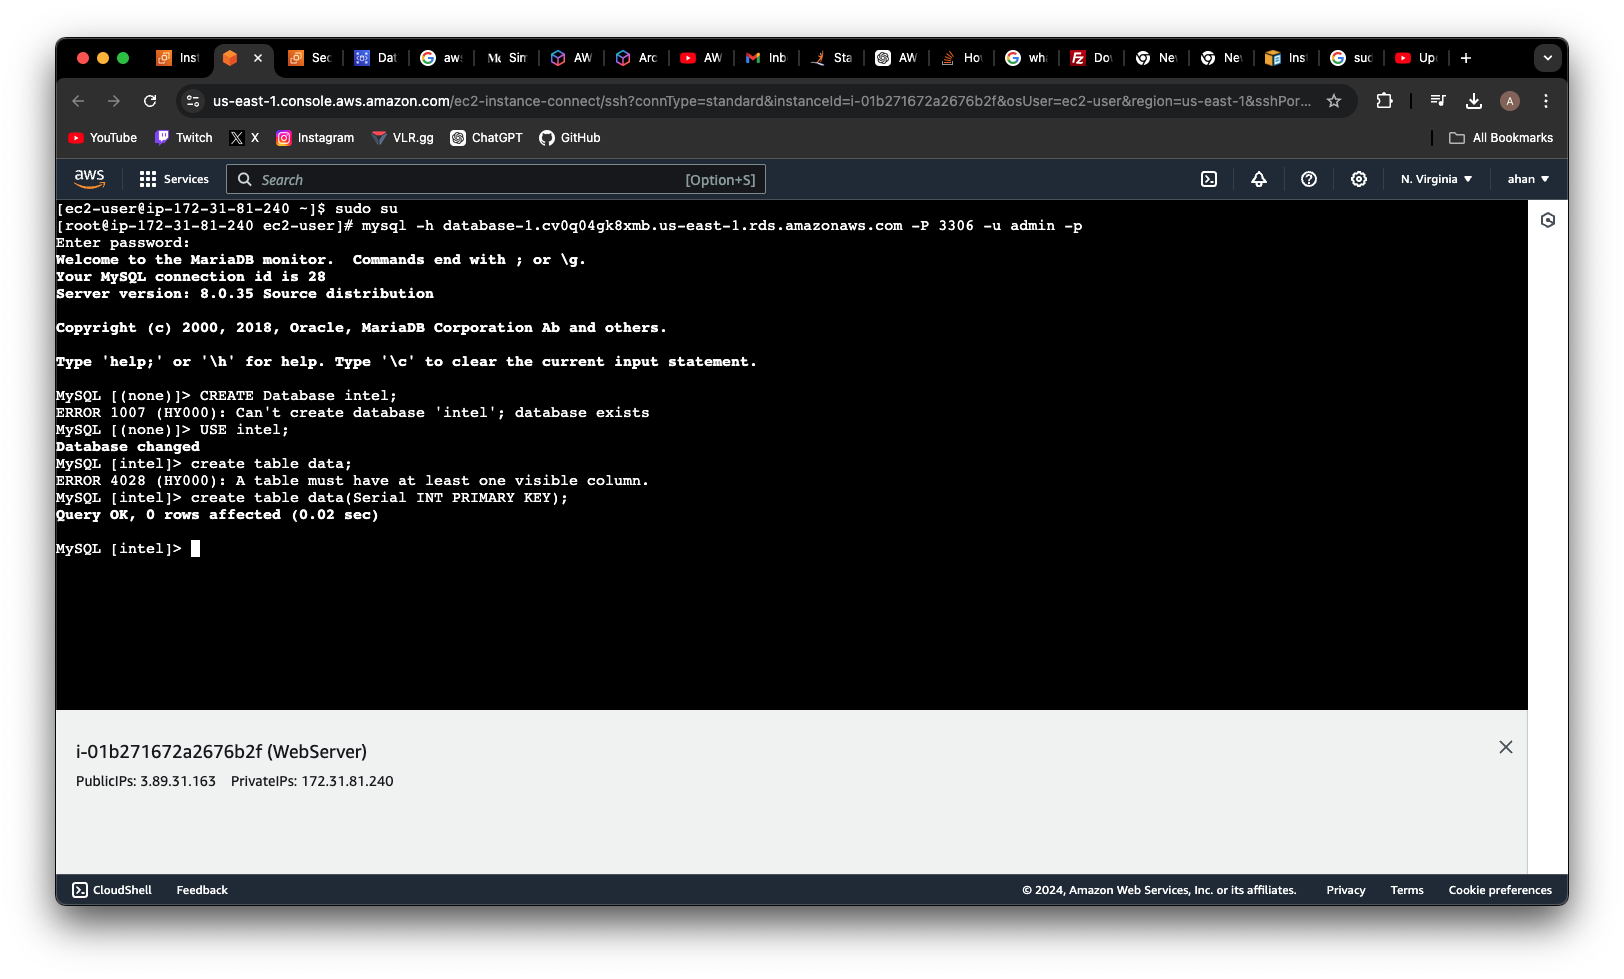 Inst
Sec
Dat
aw
Sim
AW
Arc
AW
Inb
Sta
AW
Ho
wh
Do
Ne
Ne
Inst
suc
Up
us-east-1.console.aws.amazon.com/ec2-instance-connect/ssh?connType=standard&instanceId=i-01b271672a2676b2f&osUser=ec2-user&region=us-east-1&sshPor...
A
YouTube Twitch X Instagram VLR.gg ChatGPT GitHub All Bookmarks
aws Services Search [Option+S] N. Virginia ahan
[ec2-user@ip-172-31-81-240 ~]$ sudo su
[root@ip-172-31-81-240 ec2-user]# mysql -h database-1.cv0q04gk8xmb.us-east-1.rds.amazonaws.com -P 3306 -u admin -p
Enter password:
Welcome to the MariaDB monitor.  Commands end with ; or \g.
Your MySQL connection id is 28
Server version: 8.0.35 Source distribution
Copyright (c) 2000, 2018, Oracle, MariaDB Corporation Ab and others.
Type 'help;' or '\h' for help. Type '\c' to clear the current input statement.
MySQL [(none)]> CREATE Database intel;
ERROR 1007 (HY000): Can't create database 'intel'; database exists
MySQL [(none)]> USE intel;
Database changed
MySQL [intel]> create table data;
ERROR 4028 (HY000): A table must have at least one visible column.
MySQL [intel]> create table data(Serial INT PRIMARY KEY);
Query OK, 0 rows affected (0.02 sec)
MySQL [intel]>
i-01b271672a2676b2f (WebServer)
PublicIPs: 3.89.31.163 PrivateIPs: 172.31.81.240
CloudShell Feedback © 2024, Amazon Web Services, Inc. or its affiliates. Privacy Terms Cookie preferences